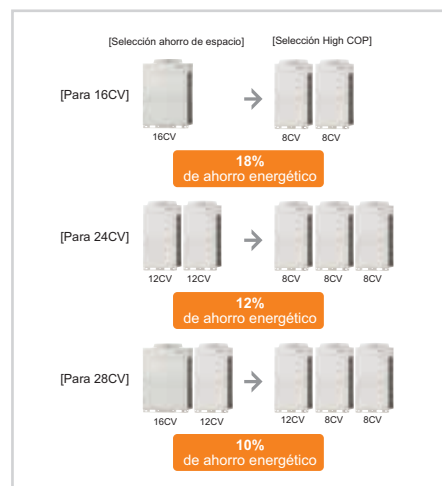 [Selección ahorro de espacio] [Selección High COP]
[Para 16CV]
16CV 8CV 8CV
18%
de ahorro energético
[Para 24CV]
12CV 12CV 8CV 8CV 8CV
12%
de ahorro energético
[Para 28CV]
16CV 12CV 12CV 8CV 8CV
10%
de ahorro energético